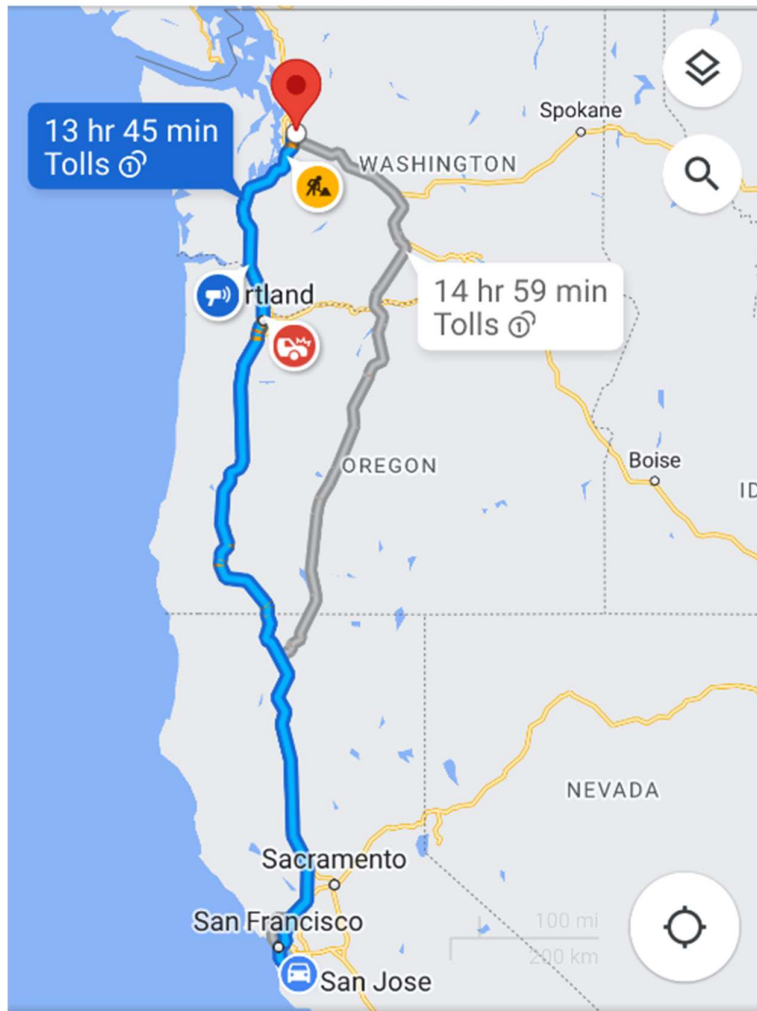 Spokane
13 hr 45 min
Tolls
WASHINGTON
rtland
14 hr 59 min
Tolls
OREGON
Boise
ID
NEVADA
Sacramento
San Francisco
100 mi
200 km
San Jose